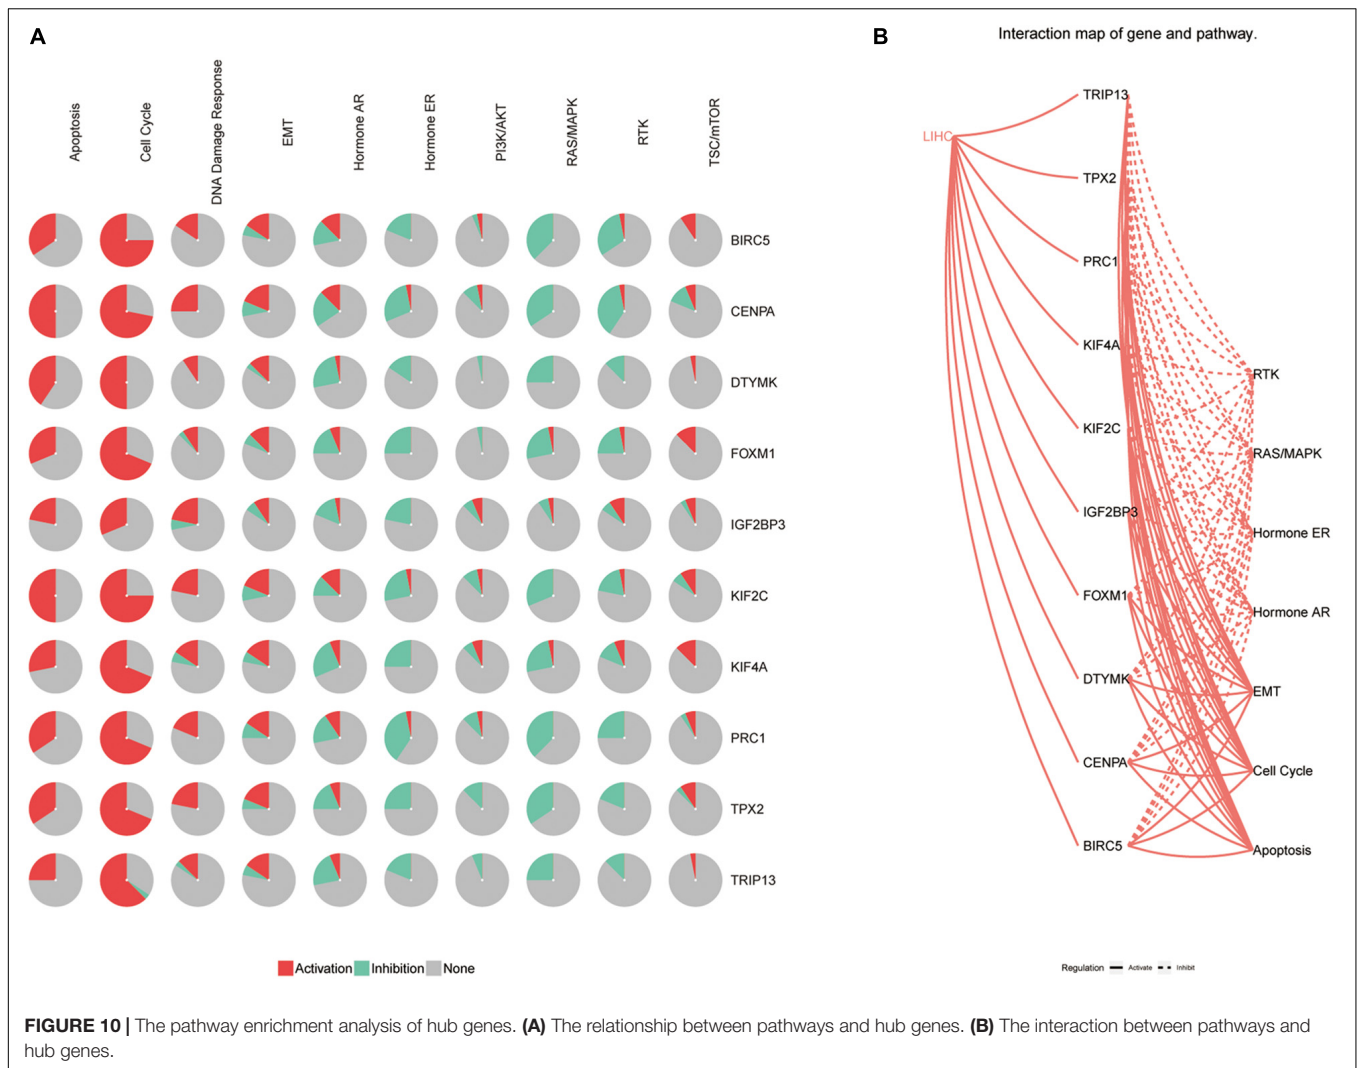 A
B
Interaction map of gene and pathway.
Apoptosis
Cell Cycle
DNA Damage Response
EMT
Hormone AR
Hormone ER
PI3K/AKT
RAS/MAPK
RTK
TSC/mTOR
BIRC5
CENPA
DTYMK
FOXM1
IGF2BP3
KIF2C
KIF4A
PRC1
TPX2
TRIP13
Activation Inhibition None
LIHC
TRIP13
TPX2
PRC1
KIF4A
KIF2C
IGF2BP3
FOXM1
DTYMK
CENPA
BIRC5
RTK
RAS/MAPK
Hormone ER
Hormone AR
EMT
Cell Cycle
Apoptosis
Regulation Activate Inhibit
FIGURE 10 | The pathway enrichment analysis of hub genes. (A) The relationship between pathways and hub genes. (B) The interaction between pathways and
hub genes.